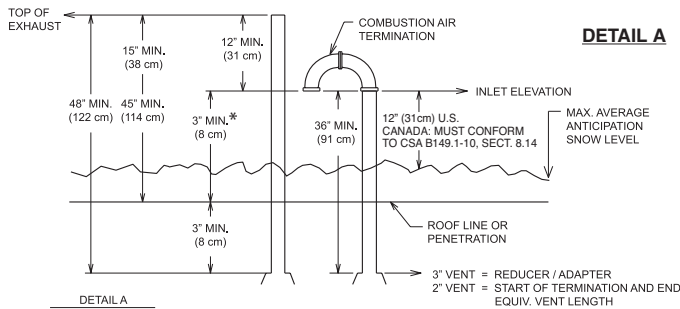 TOP OF
EXHAUST
15" MIN.
(38 cm)
12" MIN.
(31 cm)
COMBUSTION AIR
TERMINATION
DETAIL A
INLET ELEVATION
48" MIN.
(122 cm)
45" MIN.
(114 cm)
3" MIN.*
(8 cm)
36" MIN.
(91 cm)
12" (31cm) U.S.
CANADA: MUST CONFORM
TO CSA B149.1-10, SECT. 8.14
MAX. AVERAGE
ANTICIPATION
SNOW LEVEL
3" MIN.
(8 cm)
ROOF LINE OR
PENETRATION
3" VENT = REDUCER / ADAPTER
2" VENT = START OF TERMINATION AND END
EQUIV. VENT LENGTH
DETAIL A